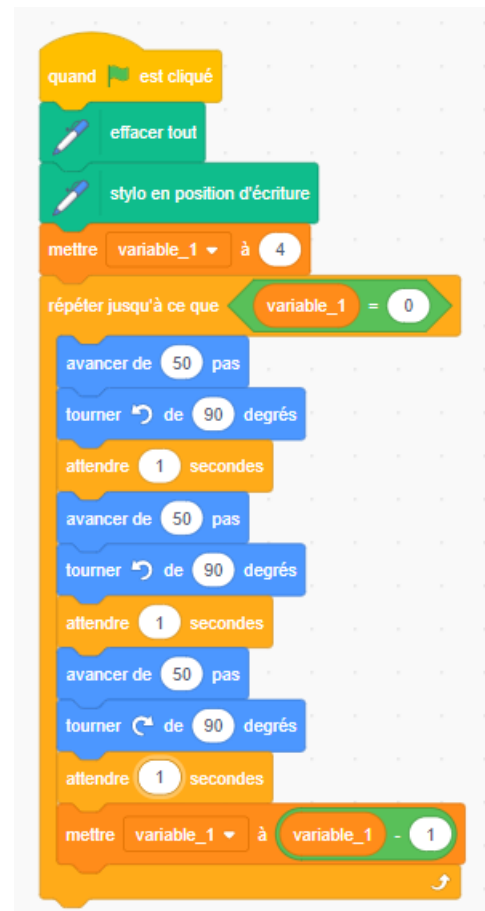 quand est cliqué
effacer tout
stylo en position d'écriture
mettre variable_1 à 4
répéter jusqu'à ce que variable_1 = 0
avancer de 50 pas
tourner de 90 degrés
attendre 1 secondes
avancer de 50 pas
tourner de 90 degrés
attendre 1 secondes
avancer de 50 pas
tourner de 90 degrés
attendre 1 secondes
mettre variable_1 à variable_1 - 1